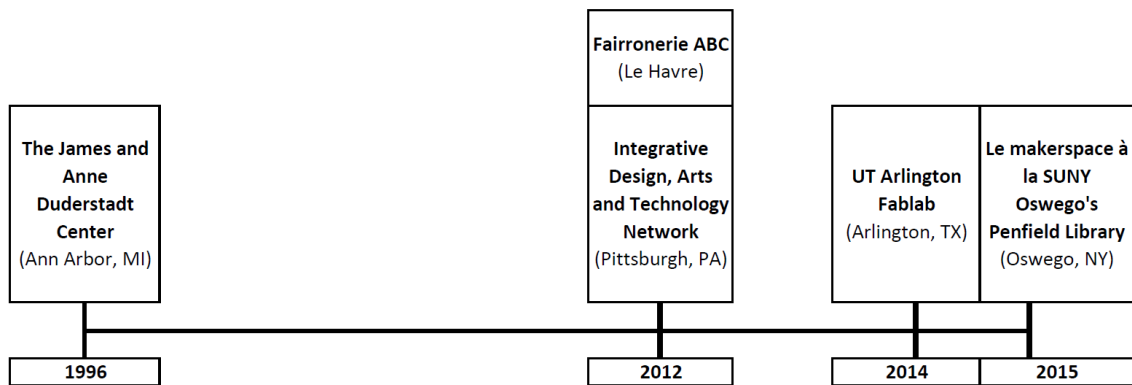 The James and
Anne
Duderstadt
Center
(Ann Arbor, MI)
Fairronerie ABC
(Le Havre)
Integrative
Design, Arts
and Technology
Network
(Pittsburgh, PA)
UT Arlington
Fablab
(Arlington, TX)
Le makerspace à
la SUNY
Oswego's
Penfield Library
(Oswego, NY)
1996
2012
2014
2015